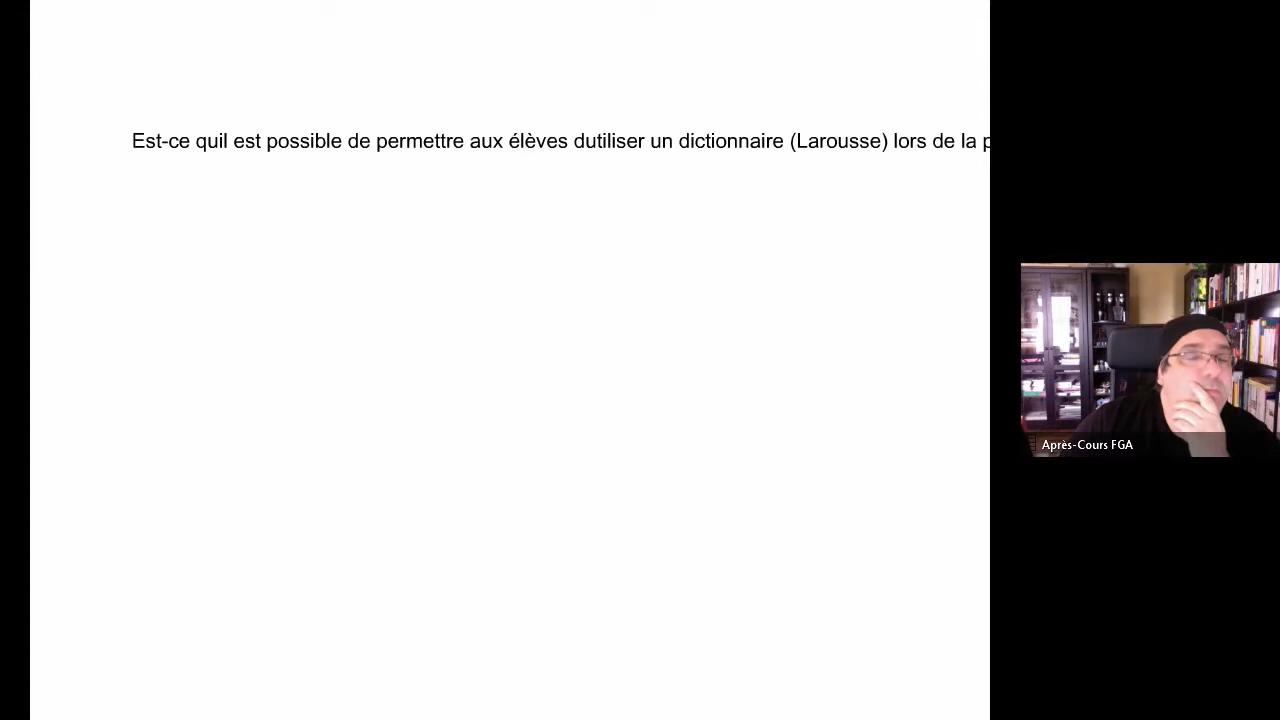 Est-ce quil est possible de permettre aux élèves dutiliser un dictionnaire (Larousse) lors de la
Après-Cours FGA